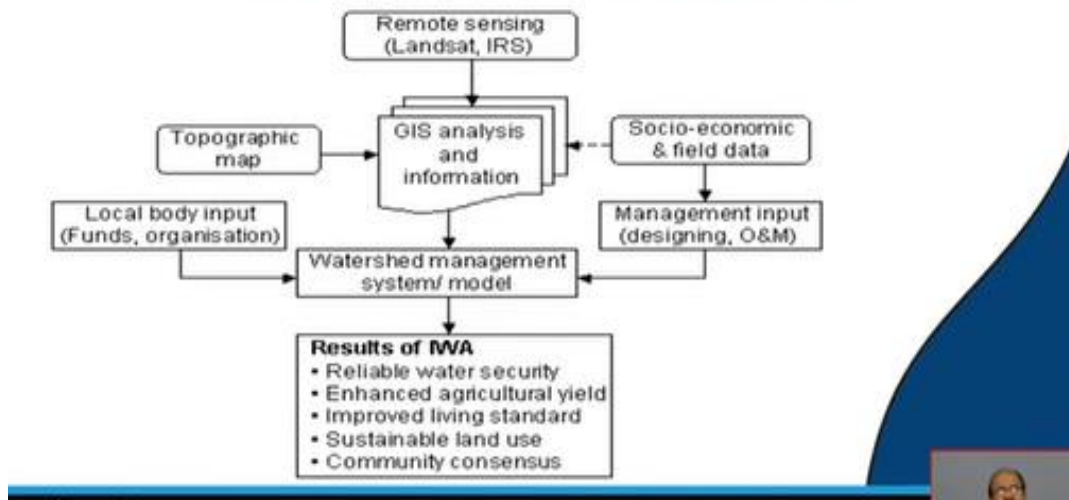 Remote sensing
(Landsat, IRS)
Topographic
map
GIS analysis
and
information
Socio-economic
& field data
Local body input
(Funds, organisation)
Management input
(designing, O&M)
Watershed management
system/ model
Results of IWA
• Reliable water security
• Enhanced agricultural yield
• Improved living standard
• Sustainable land use
• Community consensus